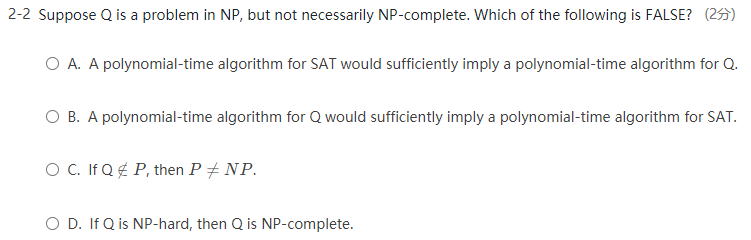 2-2 Suppose Q is a problem in NP, but not necessarily NP-complete. Which of the following is FALSE? (2分)
A. A polynomial-time algorithm for SAT would sufficiently imply a polynomial-time algorithm for Q.
B. A polynomial-time algorithm for Q would sufficiently imply a polynomial-time algorithm for SAT.
C. If Q ∉ P, then P ≠ NP.
D. If Q is NP-hard, then Q is NP-complete.